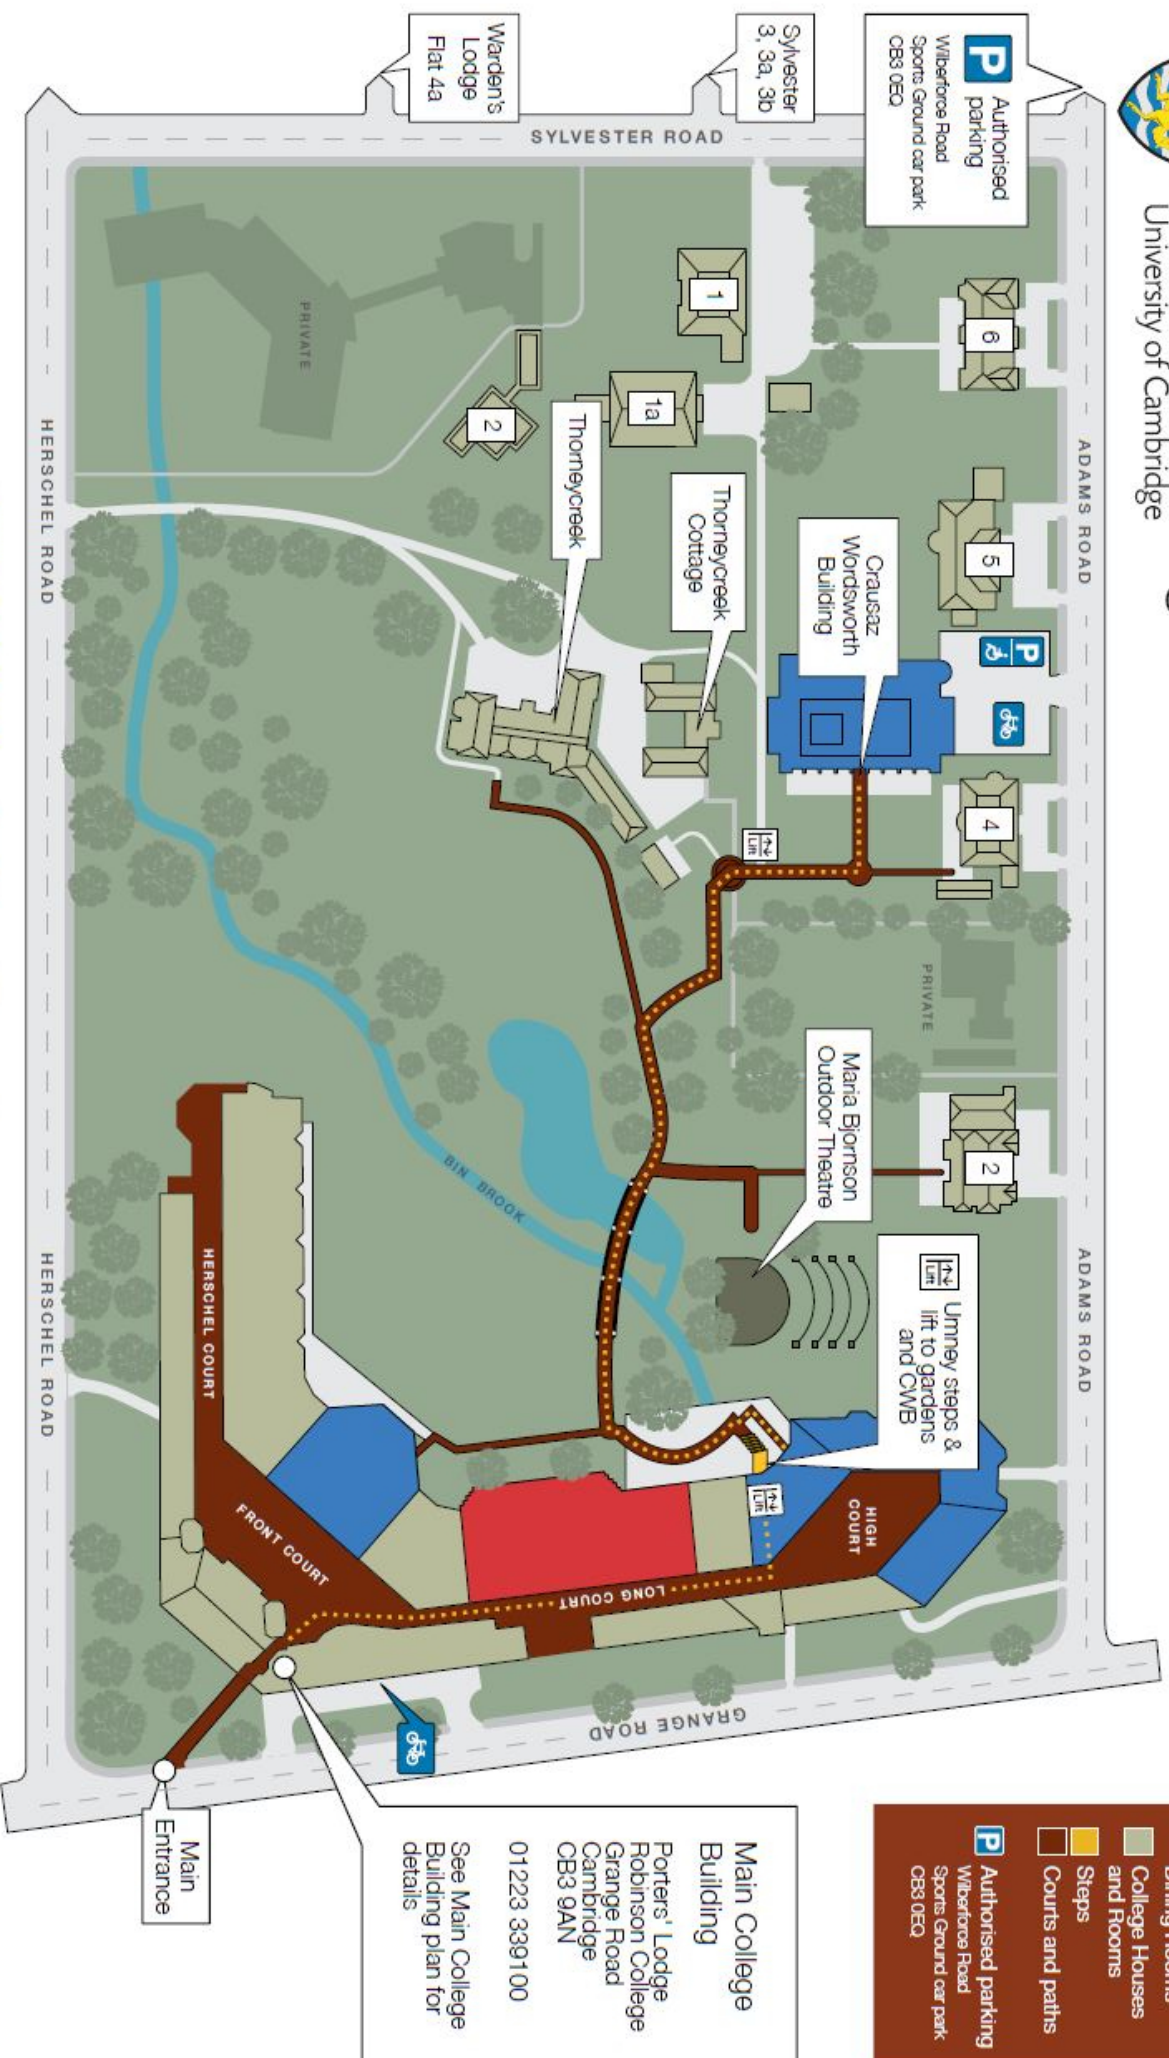 University of Cambridge
P Authorised
parking
Wilberforce Road
Sports Ground car park
CB3 0EQ
Sylvester
3, 3a, 3b
Warden's
Lodge
Flat 4a
SYLVESTER ROAD
ADAMS ROAD
ADAMS ROAD
6
5
P
4
PRIVATE
2
1
1a
2
PRIVATE
Crausaz
Wordsworth
Building
Thorneycreek
Cottage
Thorneycreek
Lift
Maria Bjornson
Outdoor Theatre
Lift
Umney steps &
lift to gardens
and CWB
BIN BROOK
Lift
HIGH
COURT
LONG COURT
FRONT COURT
HERSCHEL COURT
HERSCHEL ROAD
HERSCHEL ROAD
GRANGE ROAD
Main
Entrance
Main College
Building
Porters' Lodge
Robinson College
Grange Road
Cambridge
CB3 9AN
01223 339100
See Main College
Building plan for
details
College Houses
and Rooms
Steps
Courts and paths
P Authorised parking
Wilberforce Road
Sports Ground car park
CB3 0EQ